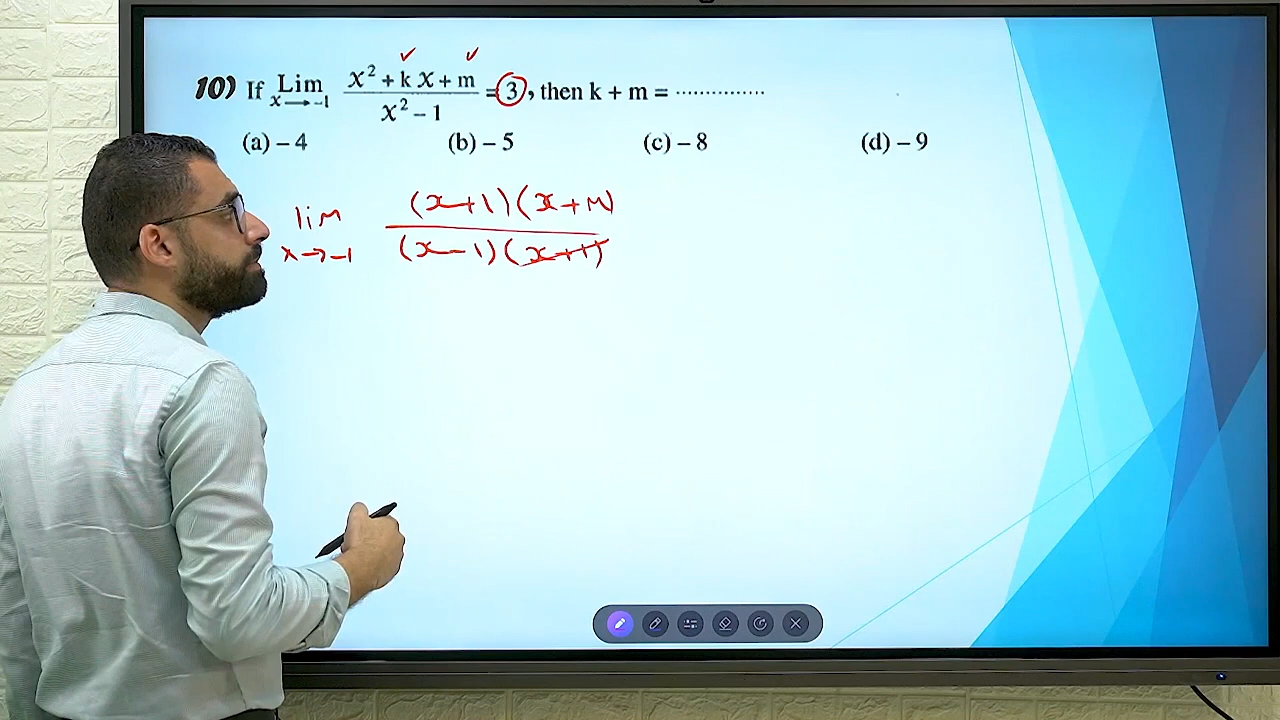 10) If Lim x→-1 x² + k x + m / x² - 1 = 3, then k + m = ...............
(a) – 4 (b) – 5 (c) – 8 (d) – 9
lim x→-1 (x+1)(x+m) / (x-1)(x+1)